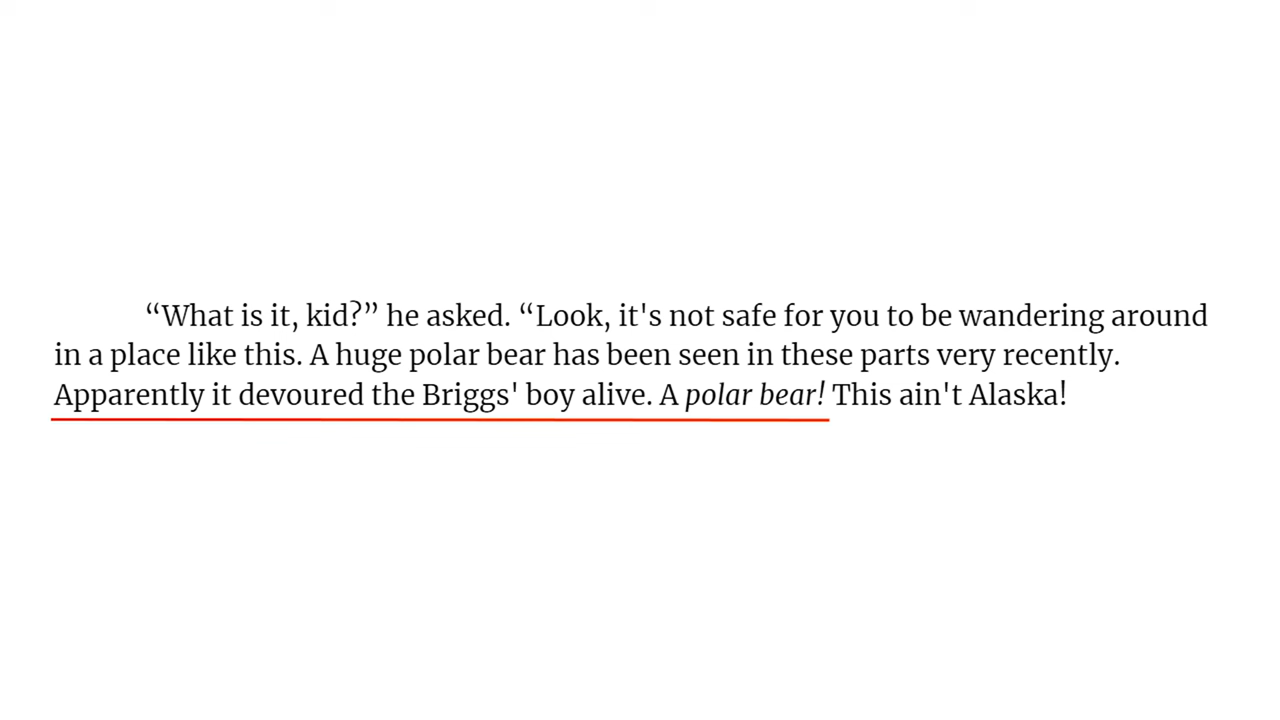 “What is it, kid?” he asked. “Look, it's not safe for you to be wandering around
in a place like this. A huge polar bear has been seen in these parts very recently.
Apparently it devoured the Briggs' boy alive. A polar bear! This ain't Alaska!